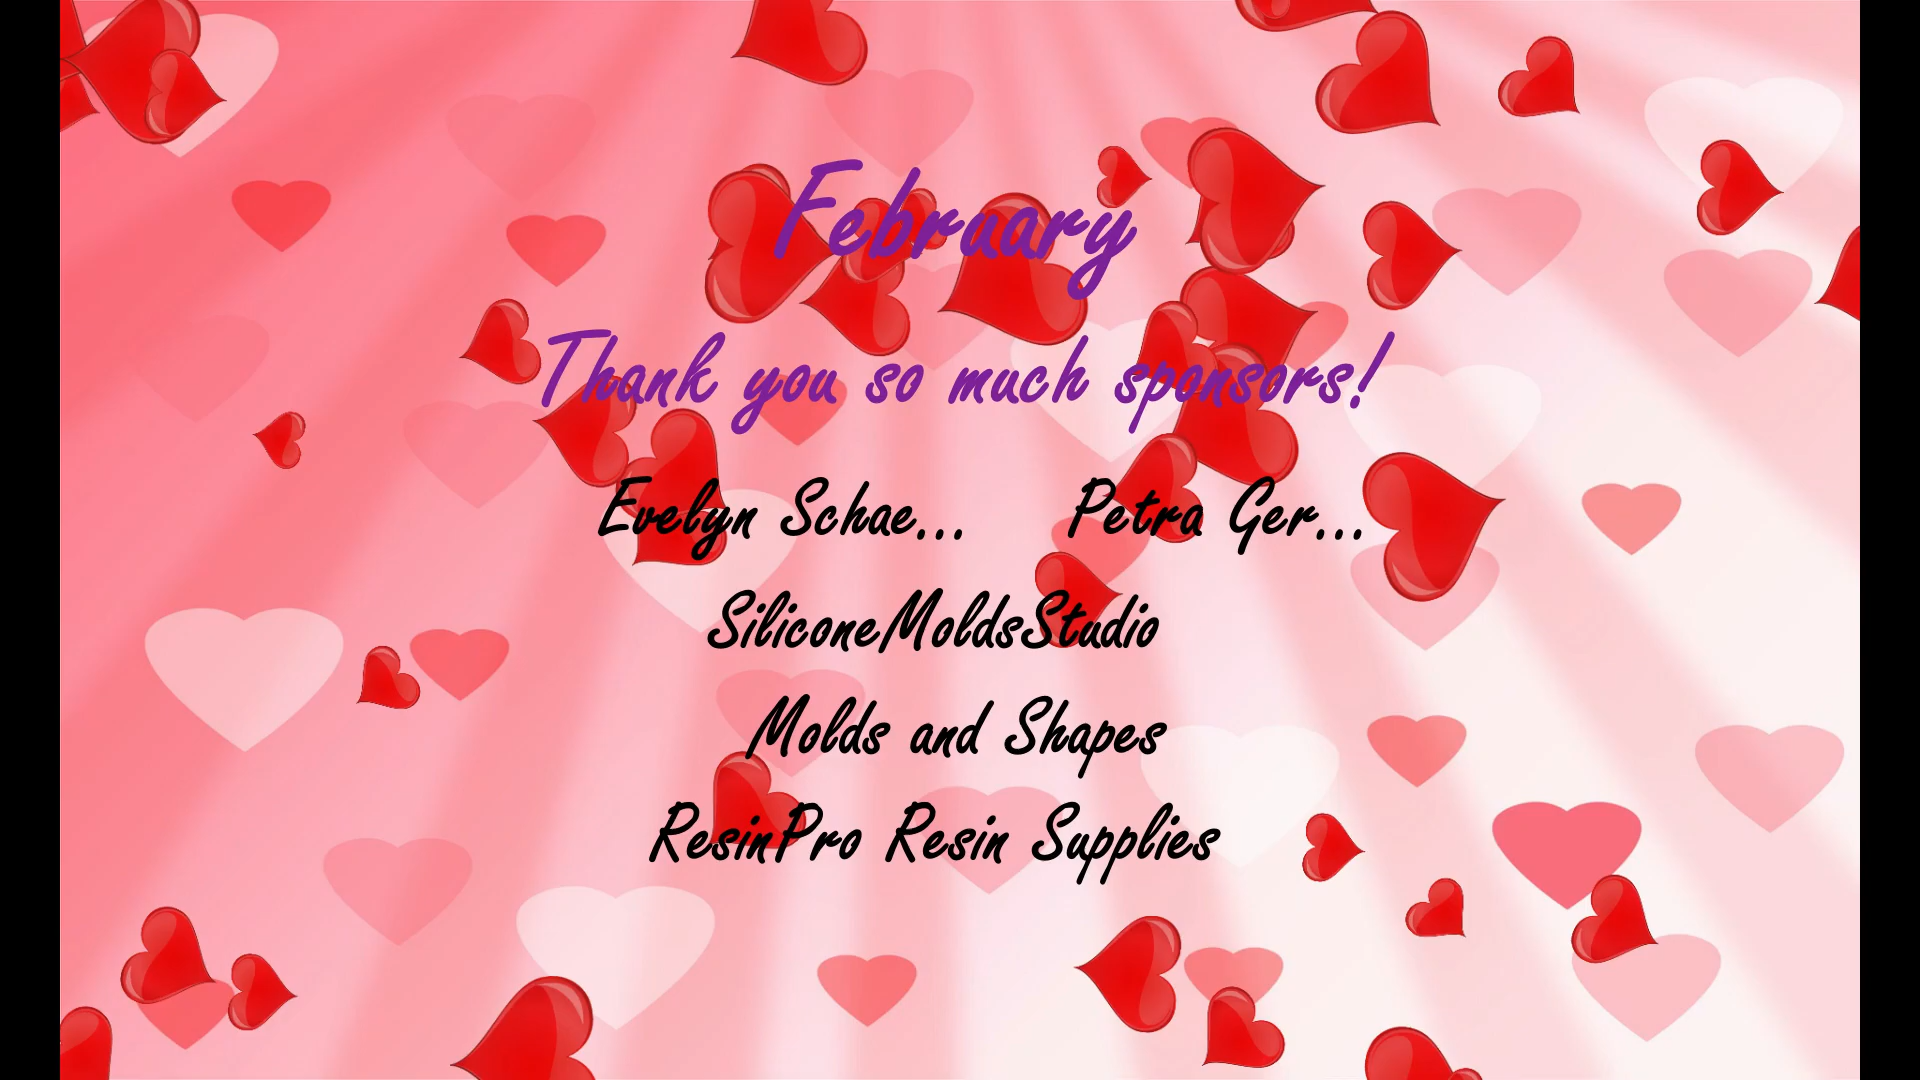 February
Thank you so much sponsors!
Evelyn Schae... Petra Ger...
SiliconeMoldsStudio
Molds and Shapes
ResinPro Resin Supplies